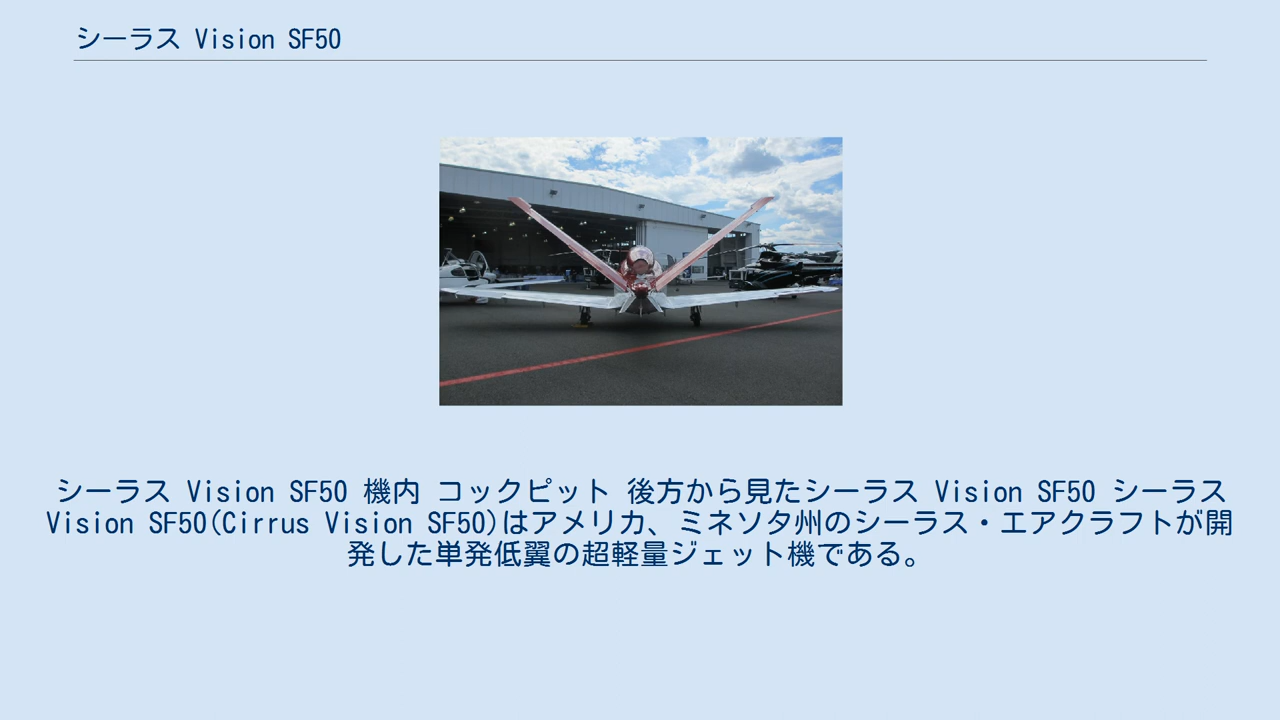 シーラス Vision SF50
シーラス Vision SF50 機内 コックピット 後方から見たシーラス Vision SF50 シーラス
Vision SF50(Cirrus Vision SF50)はアメリカ、ミネソタ州のシーラス・エアクラフトが開
発した単発低翼の超軽量ジェット機である。